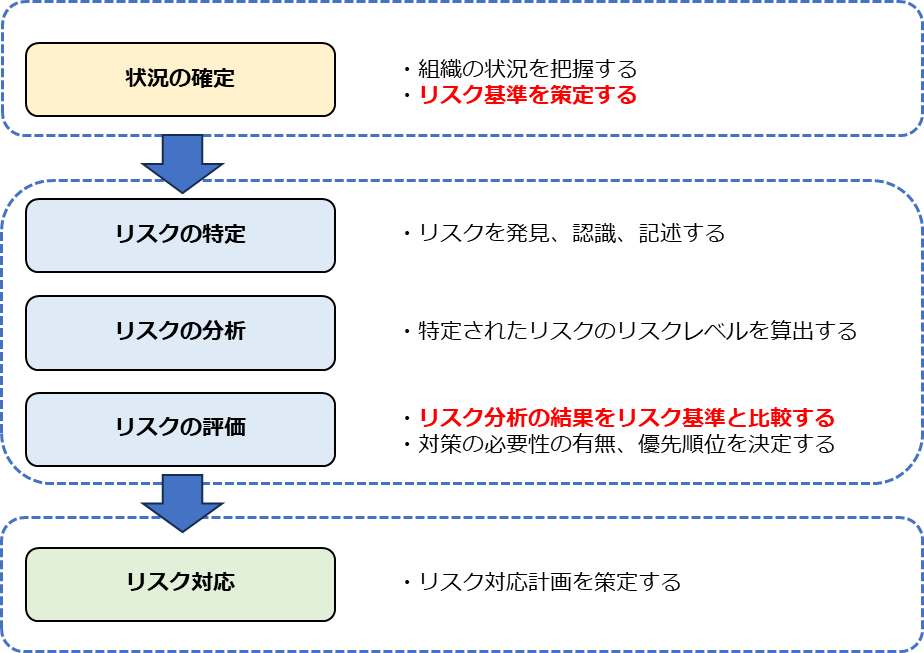 状況の確定
・組織の状況を把握する
・リスク基準を策定する
リスクの特定
・リスクを発見、認識、記述する
リスクの分析
・特定されたリスクのリスクレベルを算出する
リスクの評価
・リスク分析の結果をリスク基準と比較する
・対策の必要性の有無、優先順位を決定する
リスク対応
・リスク対応計画を策定する